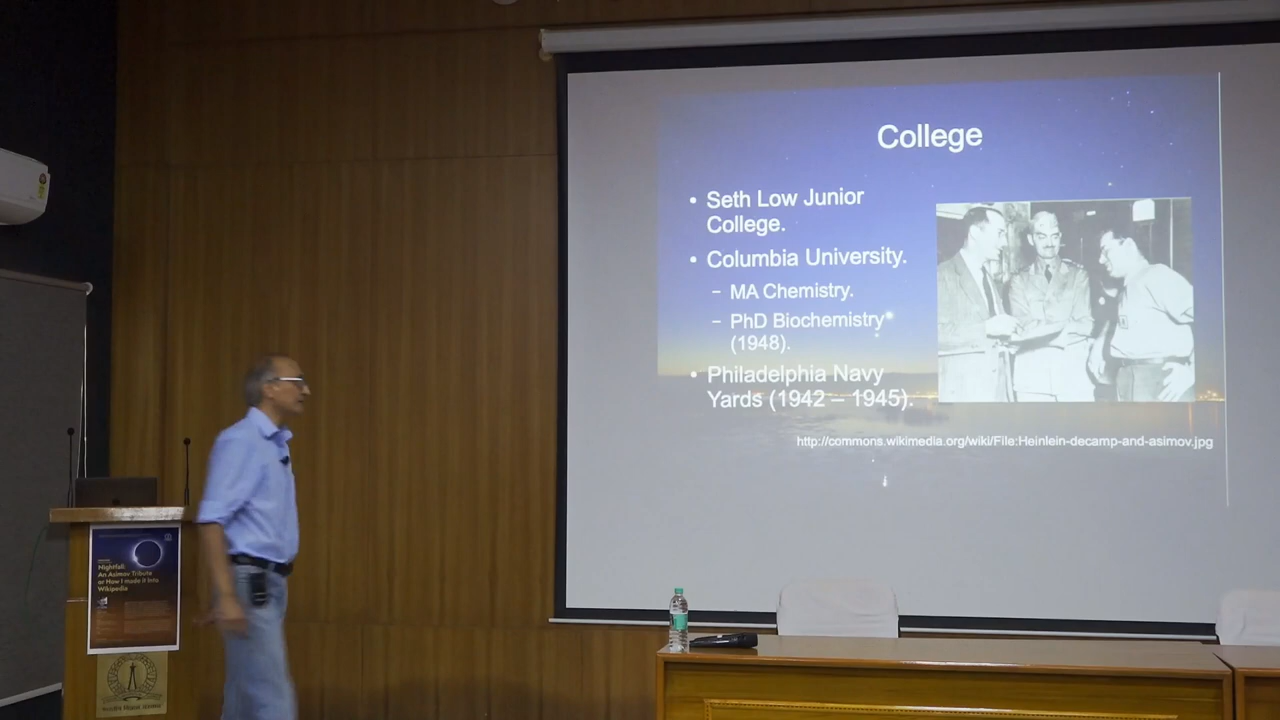 College
• Seth Low Junior
College.
• Columbia University.
– MA Chemistry.
– PhD Biochemistry
(1948).
• Philadelphia Navy
Yards (1942 – 1945).
http://commons.wikimedia.org/wiki/File:Heinlein-decamp-and-asimov.jpg
Nightfall:
An Asimov Tribute
or How I made it into
Wikipedia